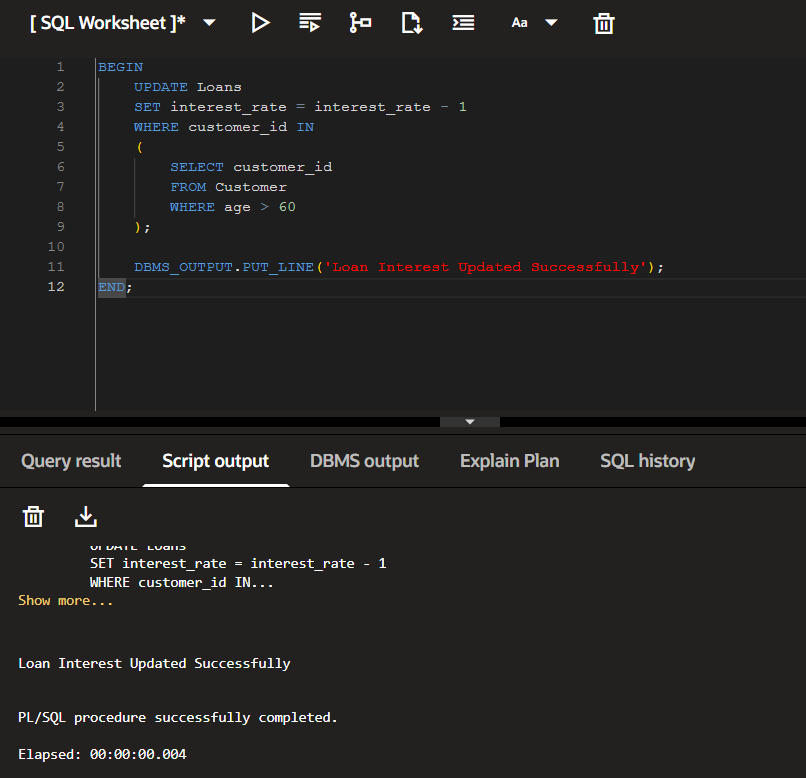 [ SQL Worksheet ]*
Aa
1 BEGIN
2 UPDATE Loans
3 SET interest_rate = interest_rate - 1
4 WHERE customer_id IN
5 (
6 SELECT customer_id
7 FROM Customer
8 WHERE age > 60
9 );
10
11 DBMS_OUTPUT.PUT_LINE('Loan Interest Updated Successfully');
12 END;
Query result Script output DBMS output Explain Plan SQL history
UPDATE Loans
SET interest_rate = interest_rate - 1
WHERE customer_id IN...
Show more...
Loan Interest Updated Successfully
PL/SQL procedure successfully completed.
Elapsed: 00:00:00.004